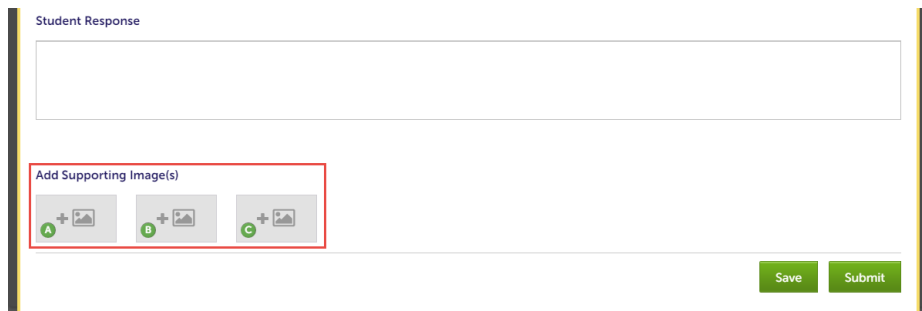 Student Response
Add Supporting Image(s)
A B C
Save Submit